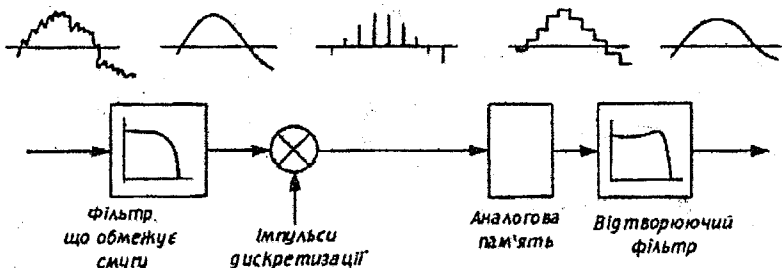 Фільтр.
що обмежує
смуги
Імпульси
дискретизації
Аналогова
пам'ять
Відтворюючий
фільтр